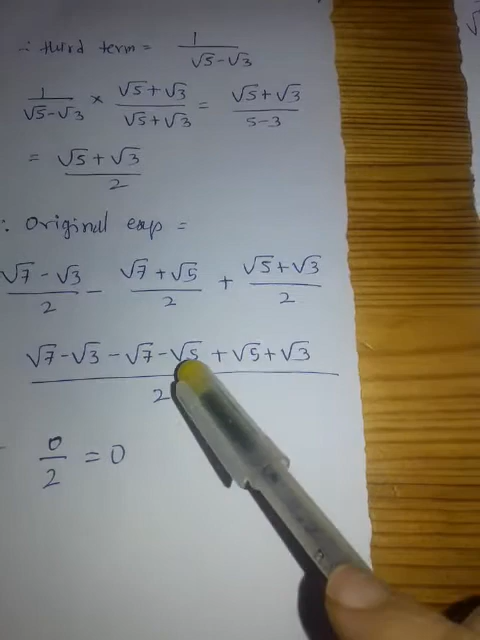 ∴ third term = 1/(√5-√3)
1/(√5-√3) × (√5+√3)/(√5+√3) = (√5+√3)/(5-3)
= (√5+√3)/2
∴ Original exp =
(√7-√3)/2 - (√7+√5)/2 + (√5+√3)/2
(√7-√3-√7-√5+√5+√3)/2
0/2 = 0